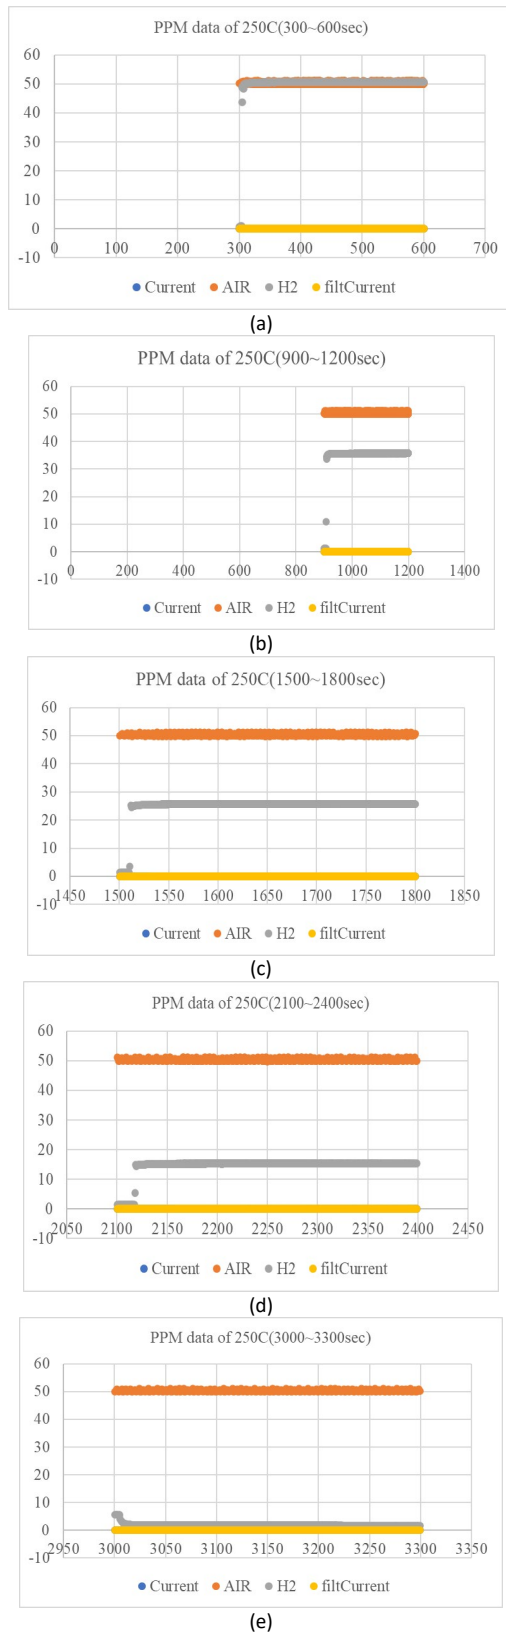 PPM data of 250C(300~600sec)
60
50
40
30
20
10
0
-10
0 100 200 300 400 500 600 700
Current AIR H2 filtCurrent
(a)
PPM data of 250C(900~1200sec)
60
50
40
30
20
10
0
-10
0 200 400 600 800 1000 1200 1400
Current AIR H2 filtCurrent
(b)
PPM data of 250C(1500~1800sec)
60
50
40
30
20
10
0
-10
1450 1500 1550 1600 1650 1700 1750 1800 1850
Current AIR H2 filtCurrent
(c)
PPM data of 250C(2100~2400sec)
60
50
40
30
20
10
0
-10
2050 2100 2150 2200 2250 2300 2350 2400 2450
Current AIR H2 filtCurrent
(d)
PPM data of 250C(3000~3300sec)
60
50
40
30
20
10
0
-10
2950 3000 3050 3100 3150 3200 3250 3300 3350
Current AIR H2 filtCurrent
(e)